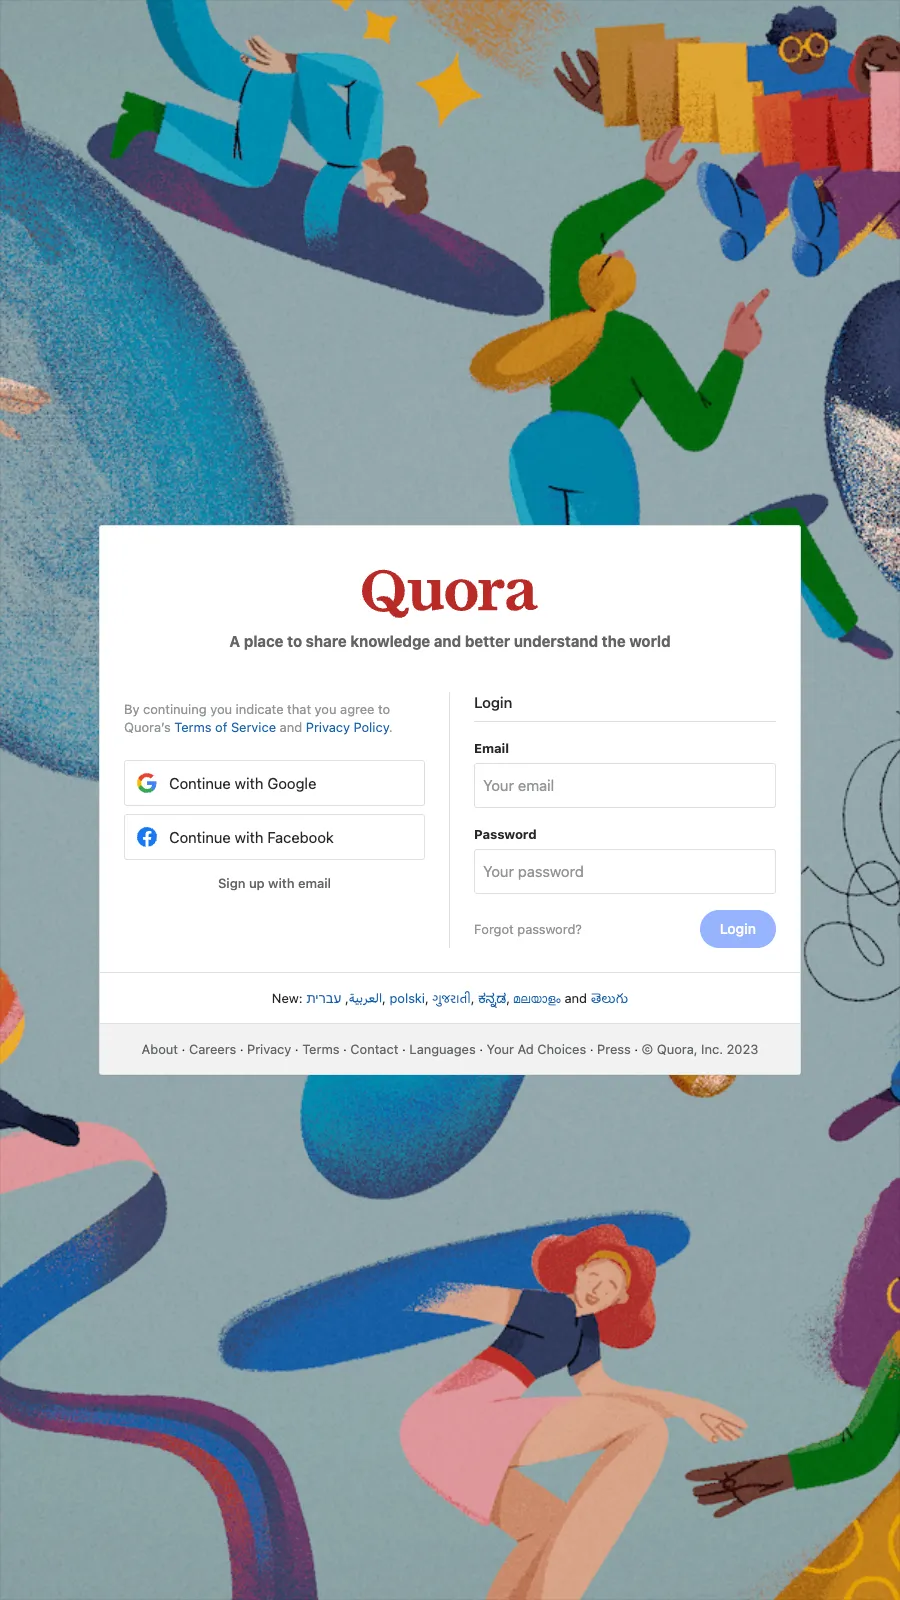 Quora
A place to share knowledge and better understand the world
By continuing you indicate that you agree to
Quora's Terms of Service and Privacy Policy.
Continue with Google
Continue with Facebook
Sign up with email
Login
Email
Your email
Password
Your password
Forgot password?
Login
New: עברית, العربية, polski, ગુજરાતી, ಕನ್ನಡ, മലയാളം and తెలుగు
About · Careers · Privacy · Terms · Contact · Languages · Your Ad Choices · Press · © Quora, Inc. 2023